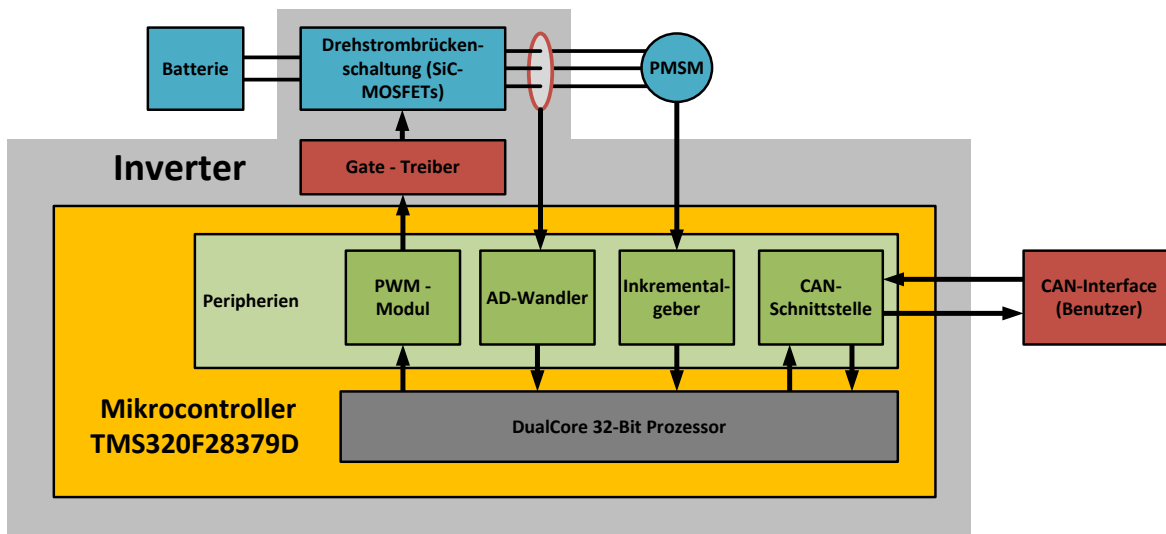 Batterie
Drehstrombrücken-
schaltung (SiC-
MOSFETs)
PMSM
Inverter
Gate - Treiber
Peripherien
PWM -
Modul
AD-Wandler
Inkremental-
geber
CAN-
Schnittstelle
CAN-Interface
(Benutzer)
Mikrocontroller
TMS320F28379D
DualCore 32-Bit Prozessor